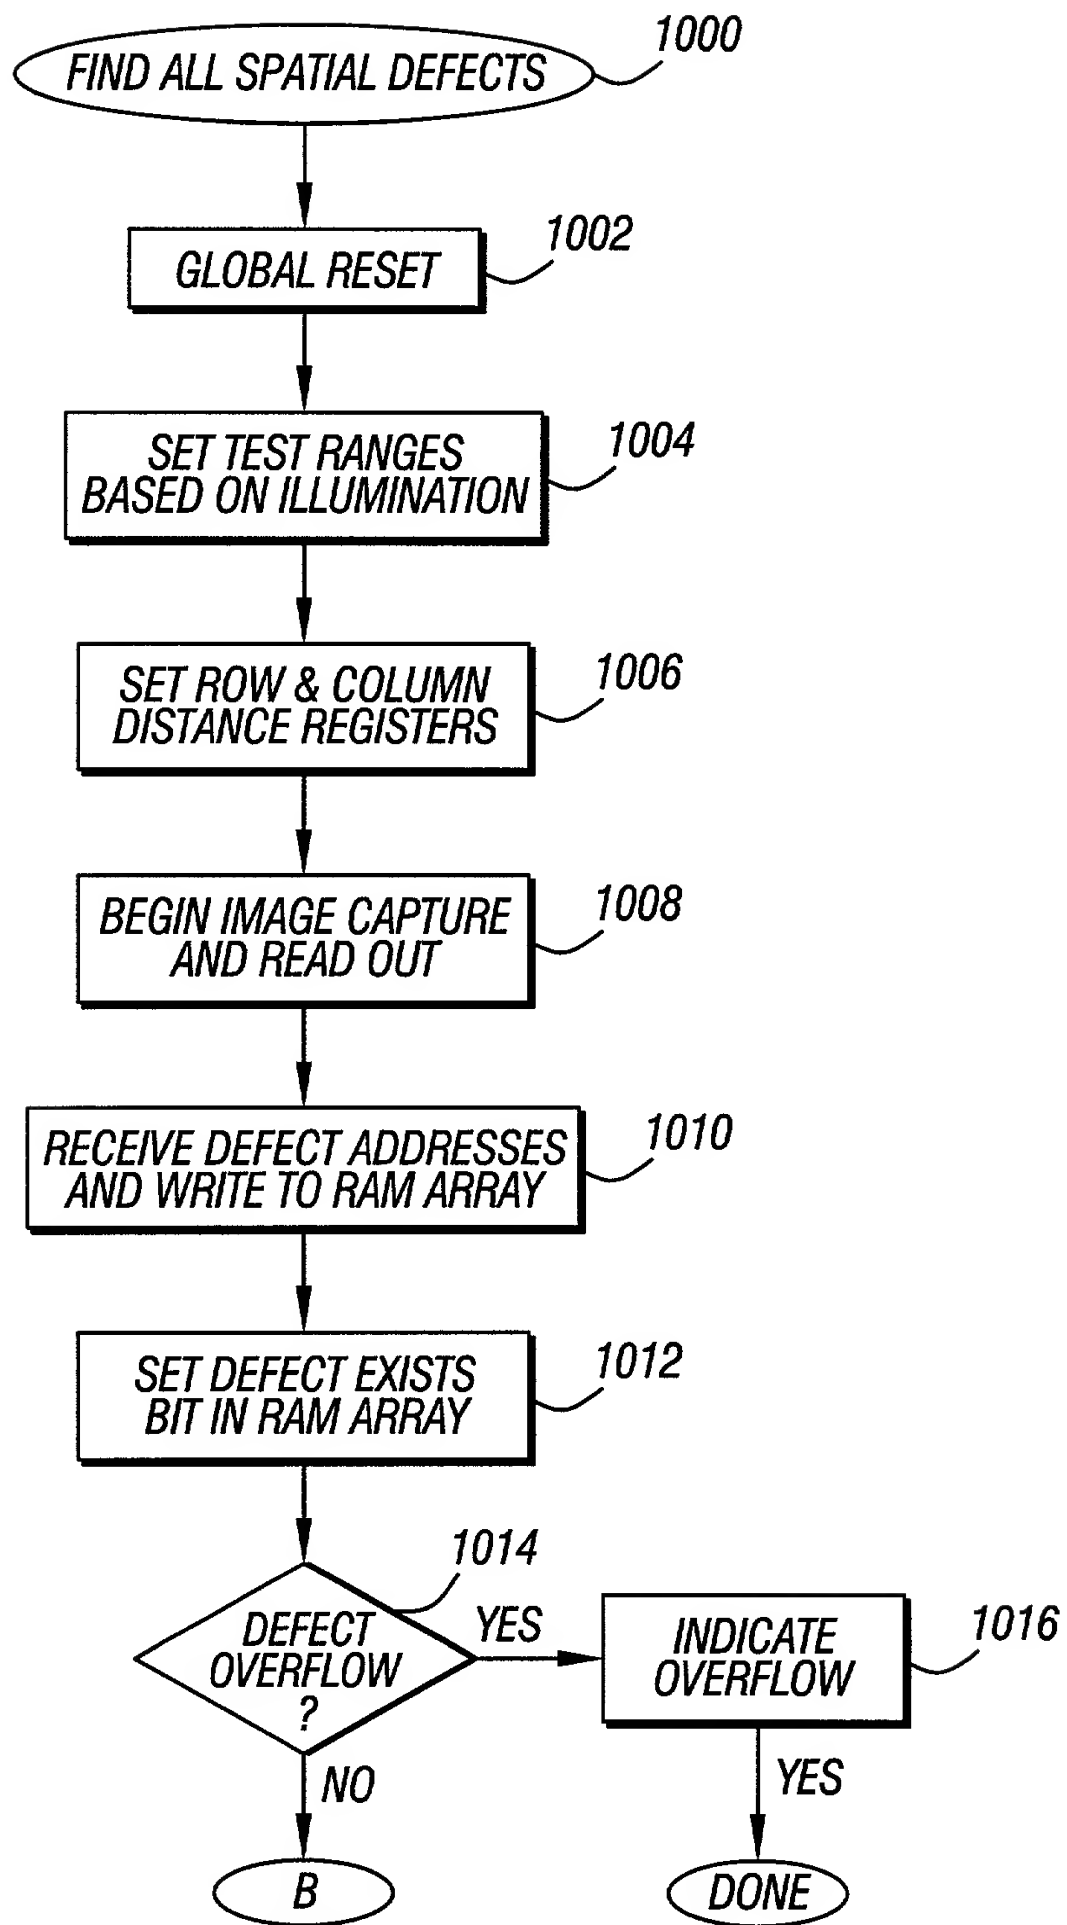 FIND ALL SPATIAL DEFECTS
1000
GLOBAL RESET
1002
SET TEST RANGES
BASED ON ILLUMINATION
1004
SET ROW & COLUMN
DISTANCE REGISTERS
1006
BEGIN IMAGE CAPTURE
AND READ OUT
1008
RECEIVE DEFECT ADDRESSES
AND WRITE TO RAM ARRAY
1010
SET DEFECT EXISTS
BIT IN RAM ARRAY
1012
DEFECT
OVERFLOW
?
1014
YES
INDICATE
OVERFLOW
1016
NO
YES
B
DONE